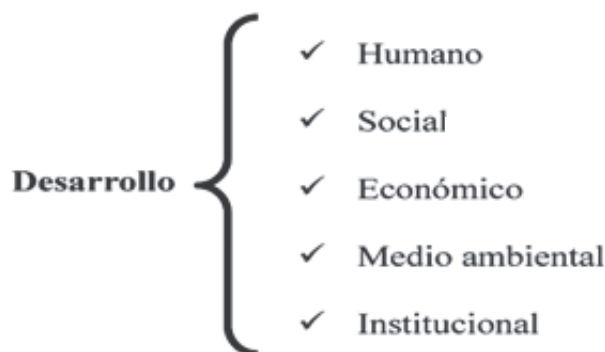 Desarrollo
✓ Humano
✓ Social
✓ Económico
✓ Medio ambiental
✓ Institucional